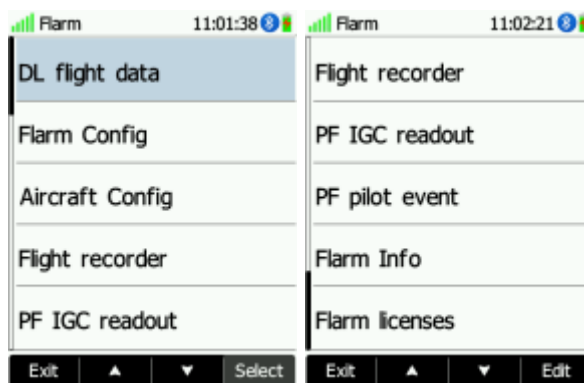 Flarm 11:01:38
DL flight data
Flarm Config
Aircraft Config
Flight recorder
PF IGC readout
Exit Select
Flarm 11:02:21
Flight recorder
PF IGC readout
PF pilot event
Flarm Info
Flarm licenses
Exit Edit